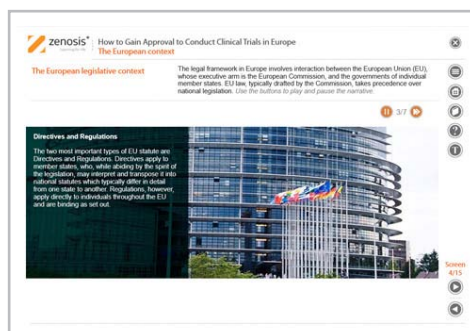 zenosis®
How to Gain Approval to Conduct Clinical Trials in Europe
The European context
The European legislative context
The legal framework in Europe involves interaction between the European Union (EU),
whose executive arm is the European Commission, and the governments of individual
member states. EU law, typically drafted by the Commission, takes precedence over
national legislation. Use the buttons to play and pause the narrative.
3/7
Directives and Regulations
The two most important types of EU statute are
Directives and Regulations. Directives apply to
member states, who, while abiding by the spirit of
the legislation, may interpret and transpose it into
national statutes which typically differ in detail
from one state to another. Regulations, however,
apply directly to individuals throughout the EU
and are binding as set out.
Screen
4/15